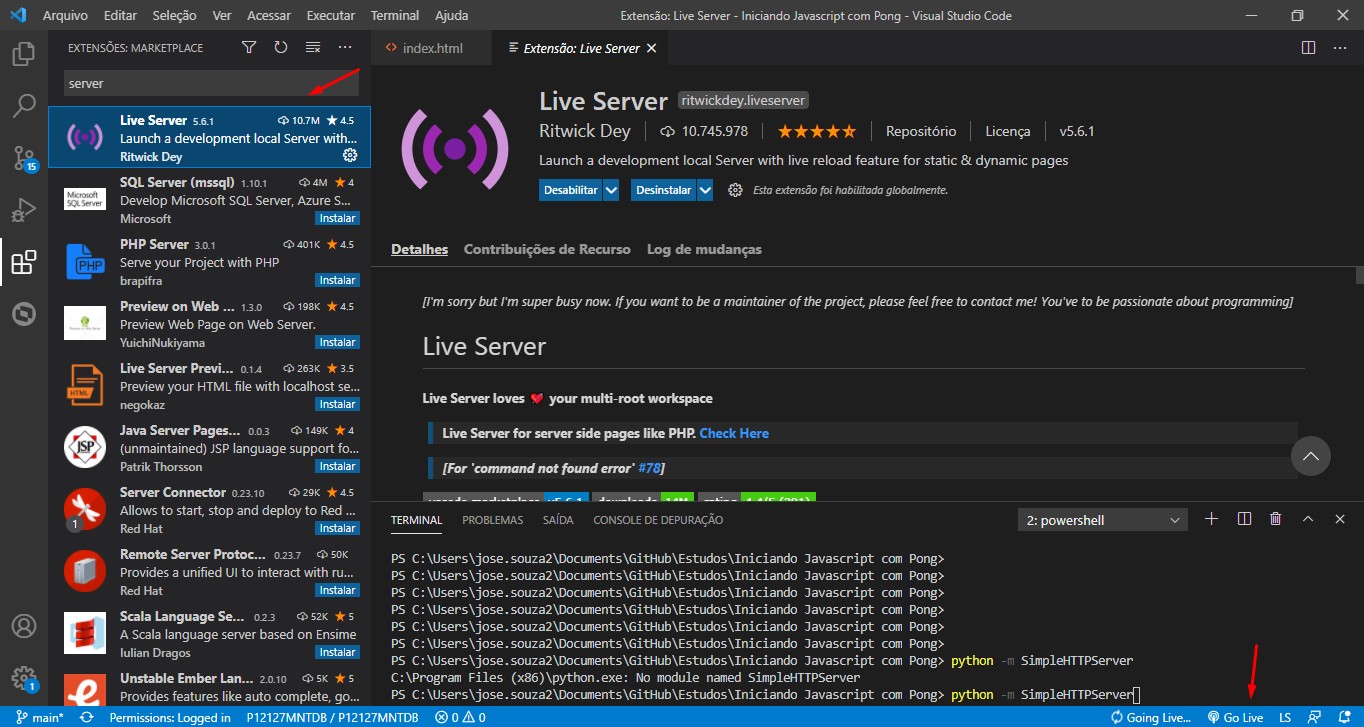 Arquivo Editar Seleção Ver Acessar Executar Terminal Ajuda Extensão: Live Server - Iniciando Javascript com Pong - Visual Studio Code
EXTENSÕES: MARKETPLACE
server
Live Server 5.6.1 10.7M 4.5
Launch a development local Server with...
Ritwick Dey
SQL Server (mssql) 1.10.1 4M 4
Develop Microsoft SQL Server, Azure S...
Microsoft Instalar
Microsoft
SQL Server
PHP Server 3.0.1 401K 4.5
Serve your Project with PHP
brapifra Instalar
PHP
Preview on Web ... 1.3.0 198K 4.5
Preview Web Page on Web Server.
YuichiNukiyama Instalar
Live Server Previ... 0.1.4 263K 3.5
Preview your HTML file with localhost se...
negokaz Instalar
HTML
Java Server Pages... 0.0.3 149K 4
(unmaintained) JSP language support fo...
Patrik Thorsson Instalar
JSP
Server Connector 0.23.10 29K 4.5
Allows to start, stop and deploy to Red ...
Red Hat Instalar
1
Remote Server Protoc... 0.23.7 50K
Provides a unified UI to interact with ru...
Red Hat Instalar
Scala Language Se... 0.2.3 52K 5
A Scala language server based on Ensime
Iulian Dragos Instalar
Unstable Ember Lan... 2.0.10 5K 5
Provides features like auto complete, go...
15
1
index.html Extensão: Live Server
Live Server ritwickdey.liveserver
Ritwick Dey 10.745.978 Repositório Licença v5.6.1
Launch a development local Server with live reload feature for static & dynamic pages
Desabilitar Desinstalar Esta extensão foi habilitada globalmente.
Detalhes Contribuições de Recurso Log de mudanças
[I'm sorry but I'm super busy now. If you want to be a maintainer of the project, please feel free to contact me! You've to be passionate about programming]
Live Server
Live Server loves your multi-root workspace
Live Server for server side pages like PHP. Check Here
[For 'command not found error' #78]
TERMINAL PROBLEMAS SAÍDA CONSOLE DE DEPURAÇÃO 2: powershell
PS C:\Users\jose.souza2\Documents\GitHub\Estudos\Iniciando Javascript com Pong>
PS C:\Users\jose.souza2\Documents\GitHub\Estudos\Iniciando Javascript com Pong>
PS C:\Users\jose.souza2\Documents\GitHub\Estudos\Iniciando Javascript com Pong>
PS C:\Users\jose.souza2\Documents\GitHub\Estudos\Iniciando Javascript com Pong>
PS C:\Users\jose.souza2\Documents\GitHub\Estudos\Iniciando Javascript com Pong>
PS C:\Users\jose.souza2\Documents\GitHub\Estudos\Iniciando Javascript com Pong>
PS C:\Users\jose.souza2\Documents\GitHub\Estudos\Iniciando Javascript com Pong> python -m SimpleHTTPServer
C:\Program Files (x86)\python.exe: No module named SimpleHTTPServer
PS C:\Users\jose.souza2\Documents\GitHub\Estudos\Iniciando Javascript com Pong> python -m SimpleHTTPServer
main* Permissions: Logged in P12127MNTDB / P12127MNTDB 0 0 Going Live... Go Live LS